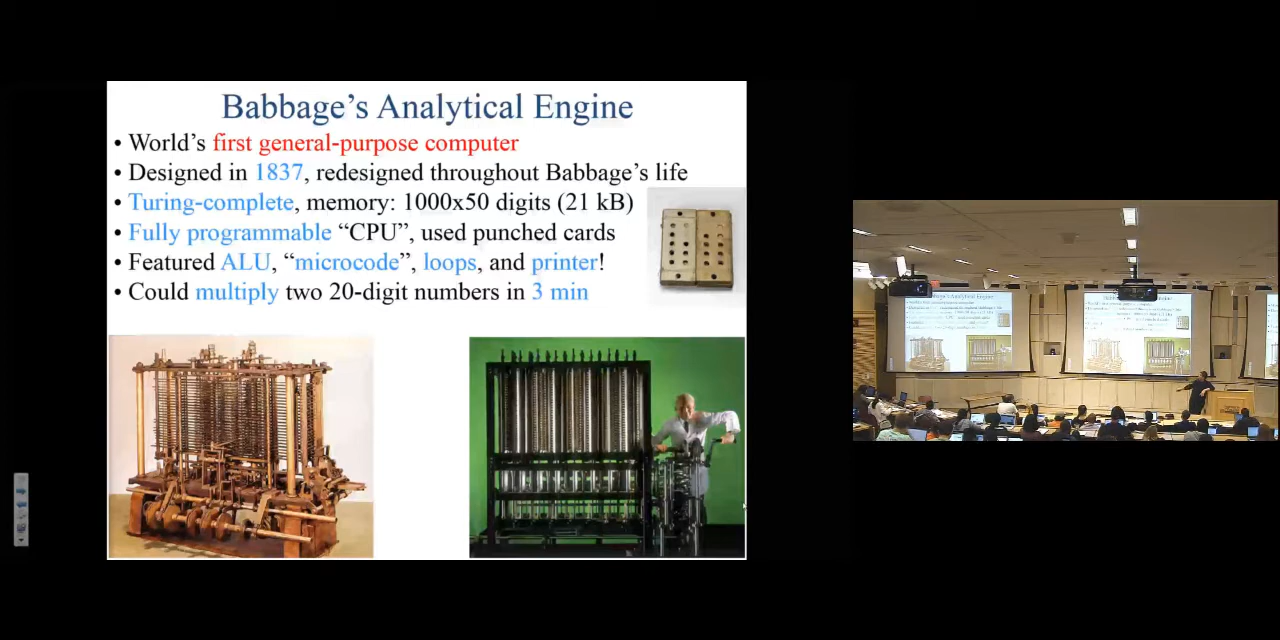 Babbage's Analytical Engine
• World's first general-purpose computer
• Designed in 1837, redesigned throughout Babbage's life
• Turing-complete, memory: 1000x50 digits (21 kB)
• Fully programmable “CPU”, used punched cards
• Featured ALU, “microcode”, loops, and printer!
• Could multiply two 20-digit numbers in 3 min